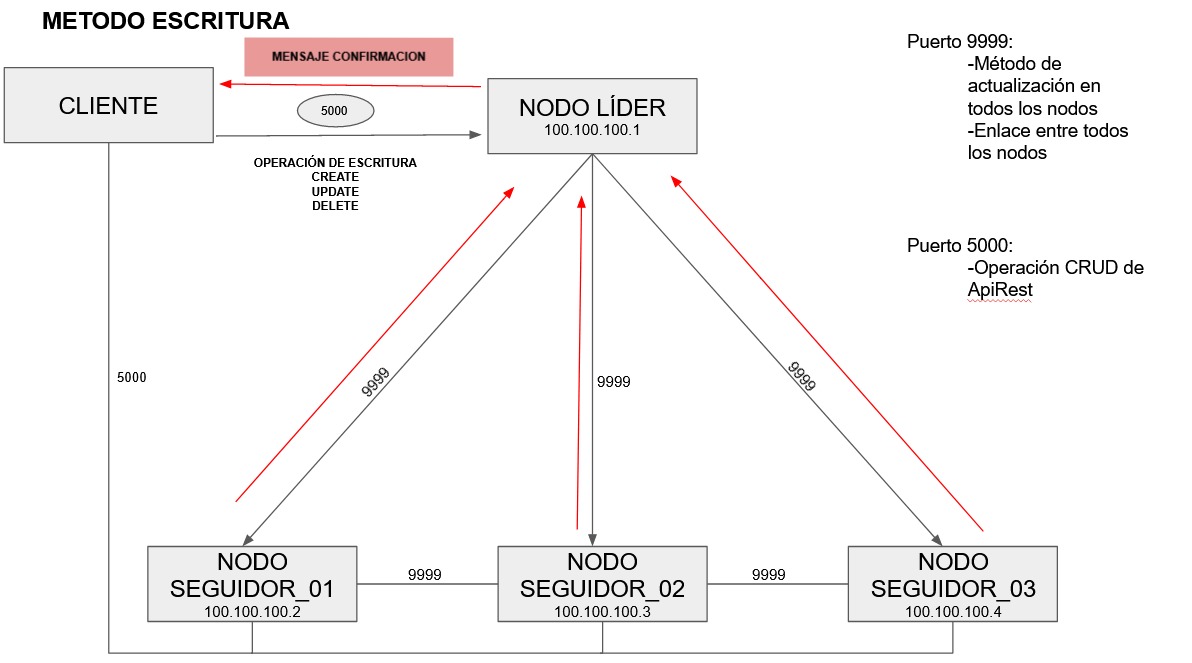 METODO ESCRITURA
MENSAJE CONFIRMACION
CLIENTE
5000
NODO LÍDER
100.100.100.1
OPERACIÓN DE ESCRITURA
CREATE
UPDATE
DELETE
Puerto 9999:
-Método de
actualización en
todos los nodos
-Enlace entre todos
los nodos
Puerto 5000:
-Operación CRUD de
ApiRest
5000
9999
9999
9999
NODO
SEGUIDOR_01
100.100.100.2
9999
NODO
SEGUIDOR_02
100.100.100.3
9999
NODO
SEGUIDOR_03
100.100.100.4